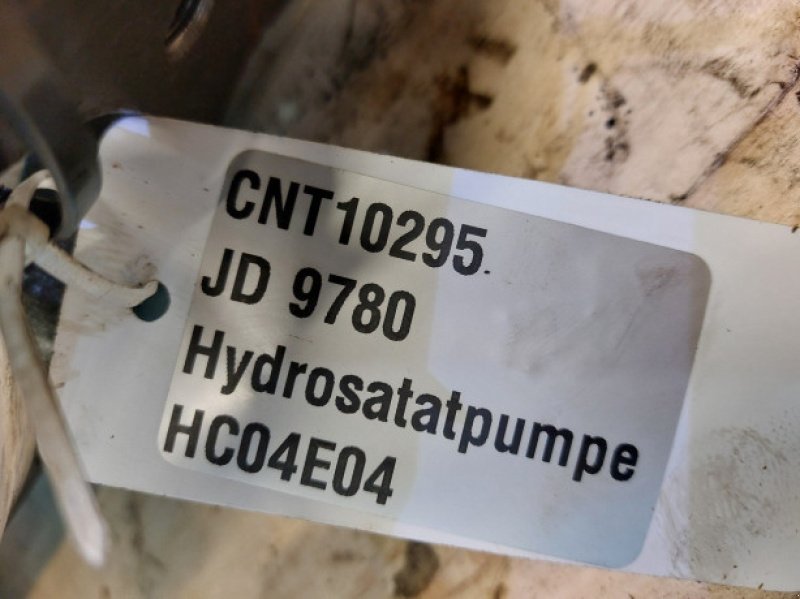 CNT10295
JD 9780
Hydrosatatpumpe
HC04E04